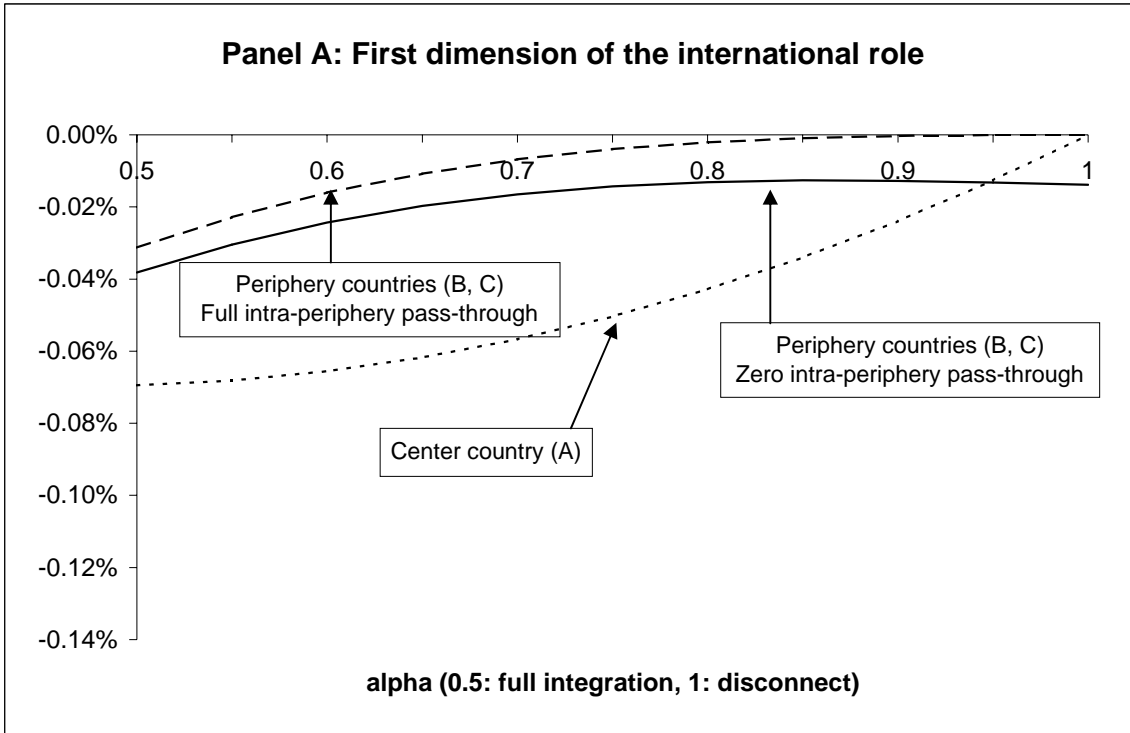 Panel A: First dimension of the international role
0.00%
0.5 0.6 0.7 0.8 0.9 1
-0.02%
-0.04%
Periphery countries (B, C)
Full intra-periphery pass-through
-0.06%
Periphery countries (B, C)
Zero intra-periphery pass-through
-0.08%
Center country (A)
-0.10%
-0.12%
-0.14%
alpha (0.5: full integration, 1: disconnect)